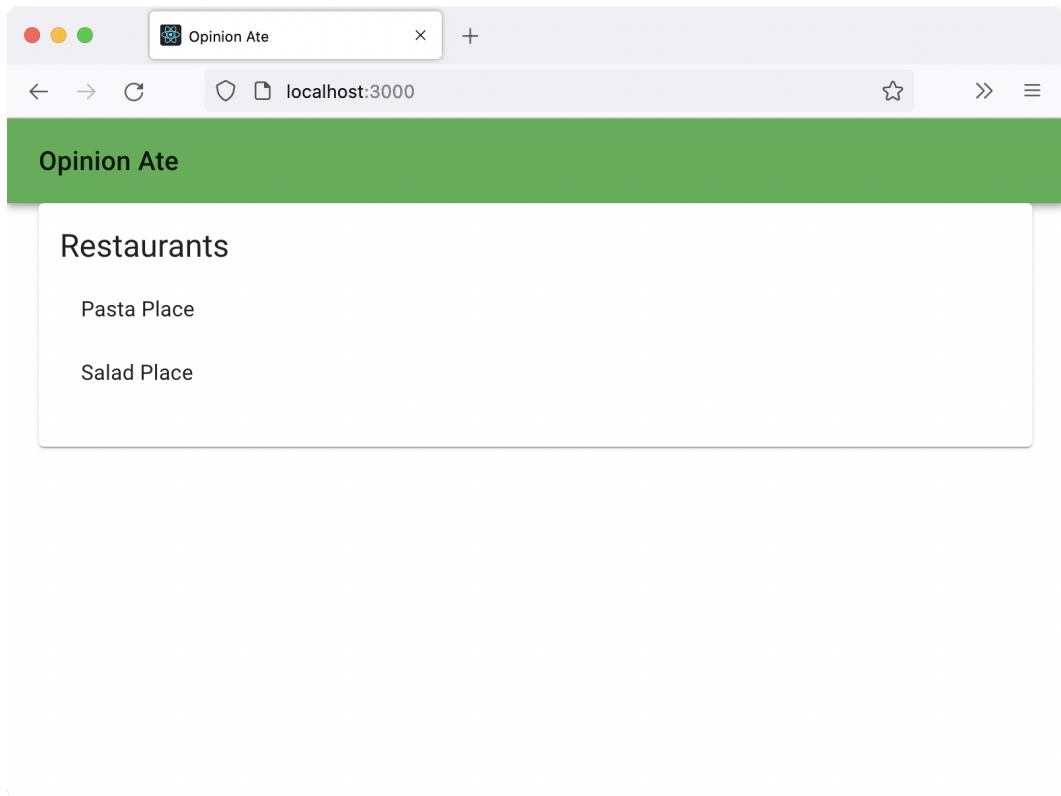 Opinion Ate
localhost:3000
Opinion Ate
Restaurants
Pasta Place
Salad Place